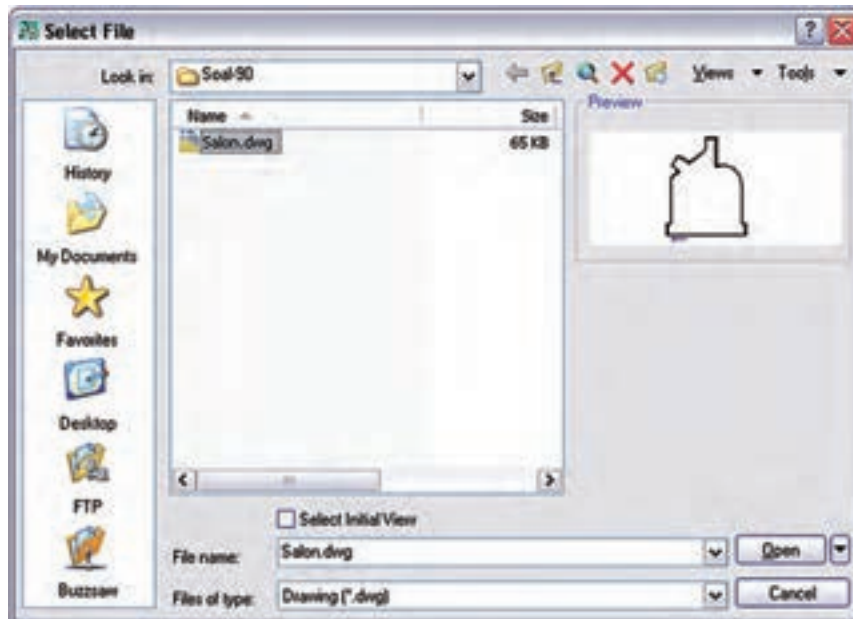 Select File
Look in:
Soal-90
Views
Tools
Name
Size
Preview
Salon.dwg
65 KB
History
My Documents
Favorites
Desktop
FTP
Buzzsaw
Select Initial View
File name:
Salon.dwg
Open
Files of type:
Drawing (*.dwg)
Cancel